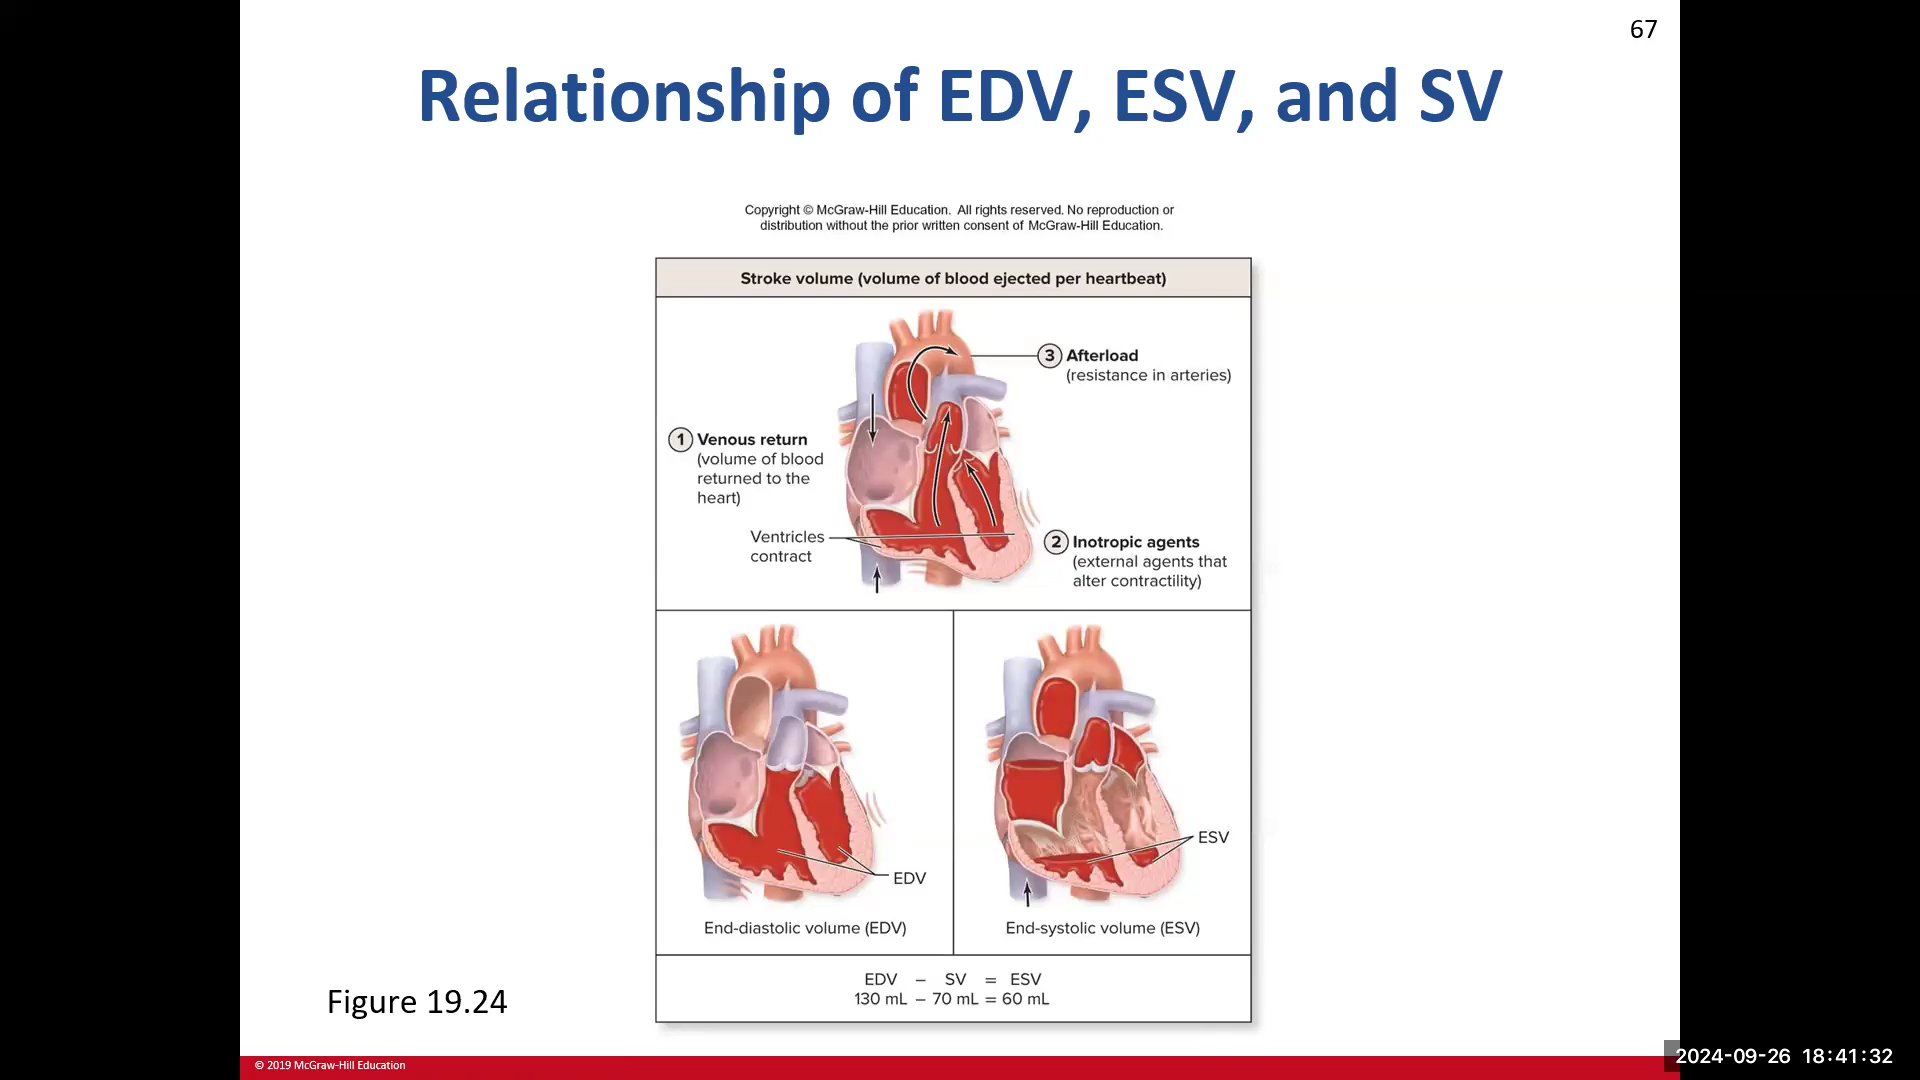 67
Relationship of EDV, ESV, and SV
Copyright © McGraw-Hill Education. All rights reserved. No reproduction or
distribution without the prior written consent of McGraw-Hill Education.
Stroke volume (volume of blood ejected per heartbeat)
3 Afterload
(resistance in arteries)
1 Venous return
(volume of blood
returned to the
heart)
Ventricles
contract
2 Inotropic agents
(external agents that
alter contractility)
EDV
End-diastolic volume (EDV)
ESV
End-systolic volume (ESV)
EDV – SV = ESV
130 mL – 70 mL = 60 mL
Figure 19.24
© 2019 McGraw-Hill Education
2024-09-26 18:41:32